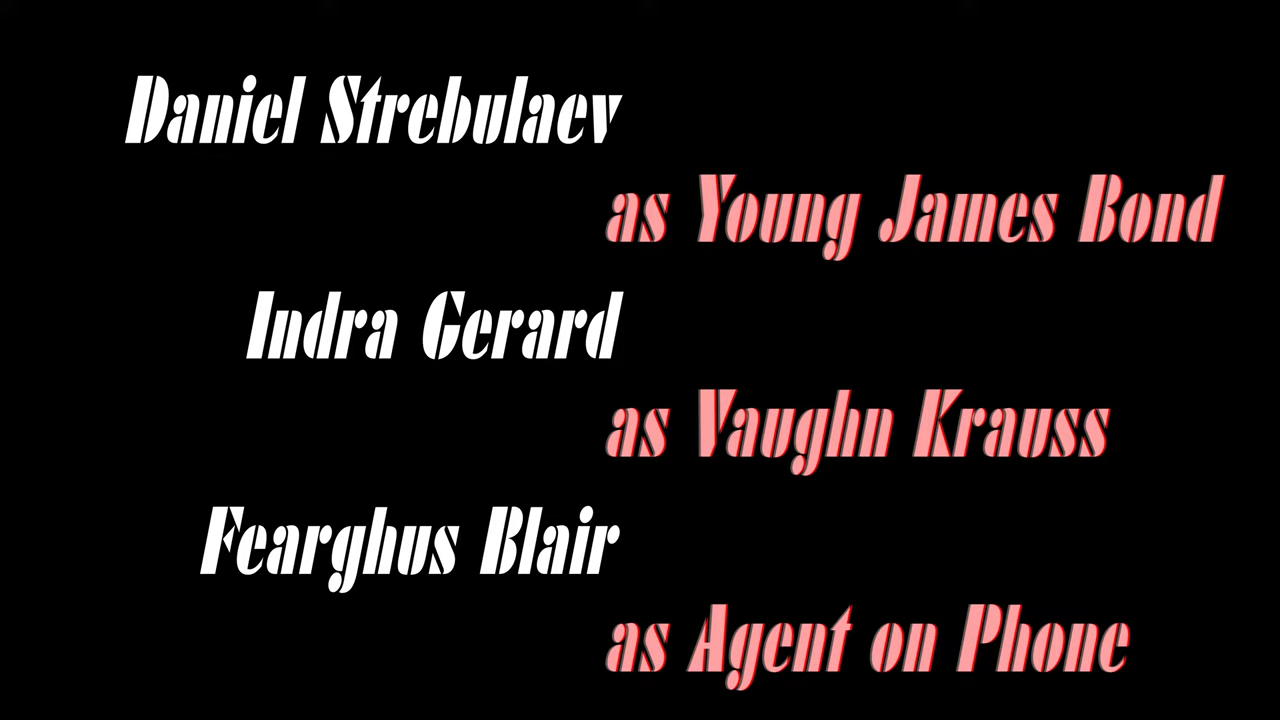 Daniel Strebulaev
as Young James Bond
Indra Gerard
as Vaughn Krauss
Fearghus Blair
as Agent on Phone